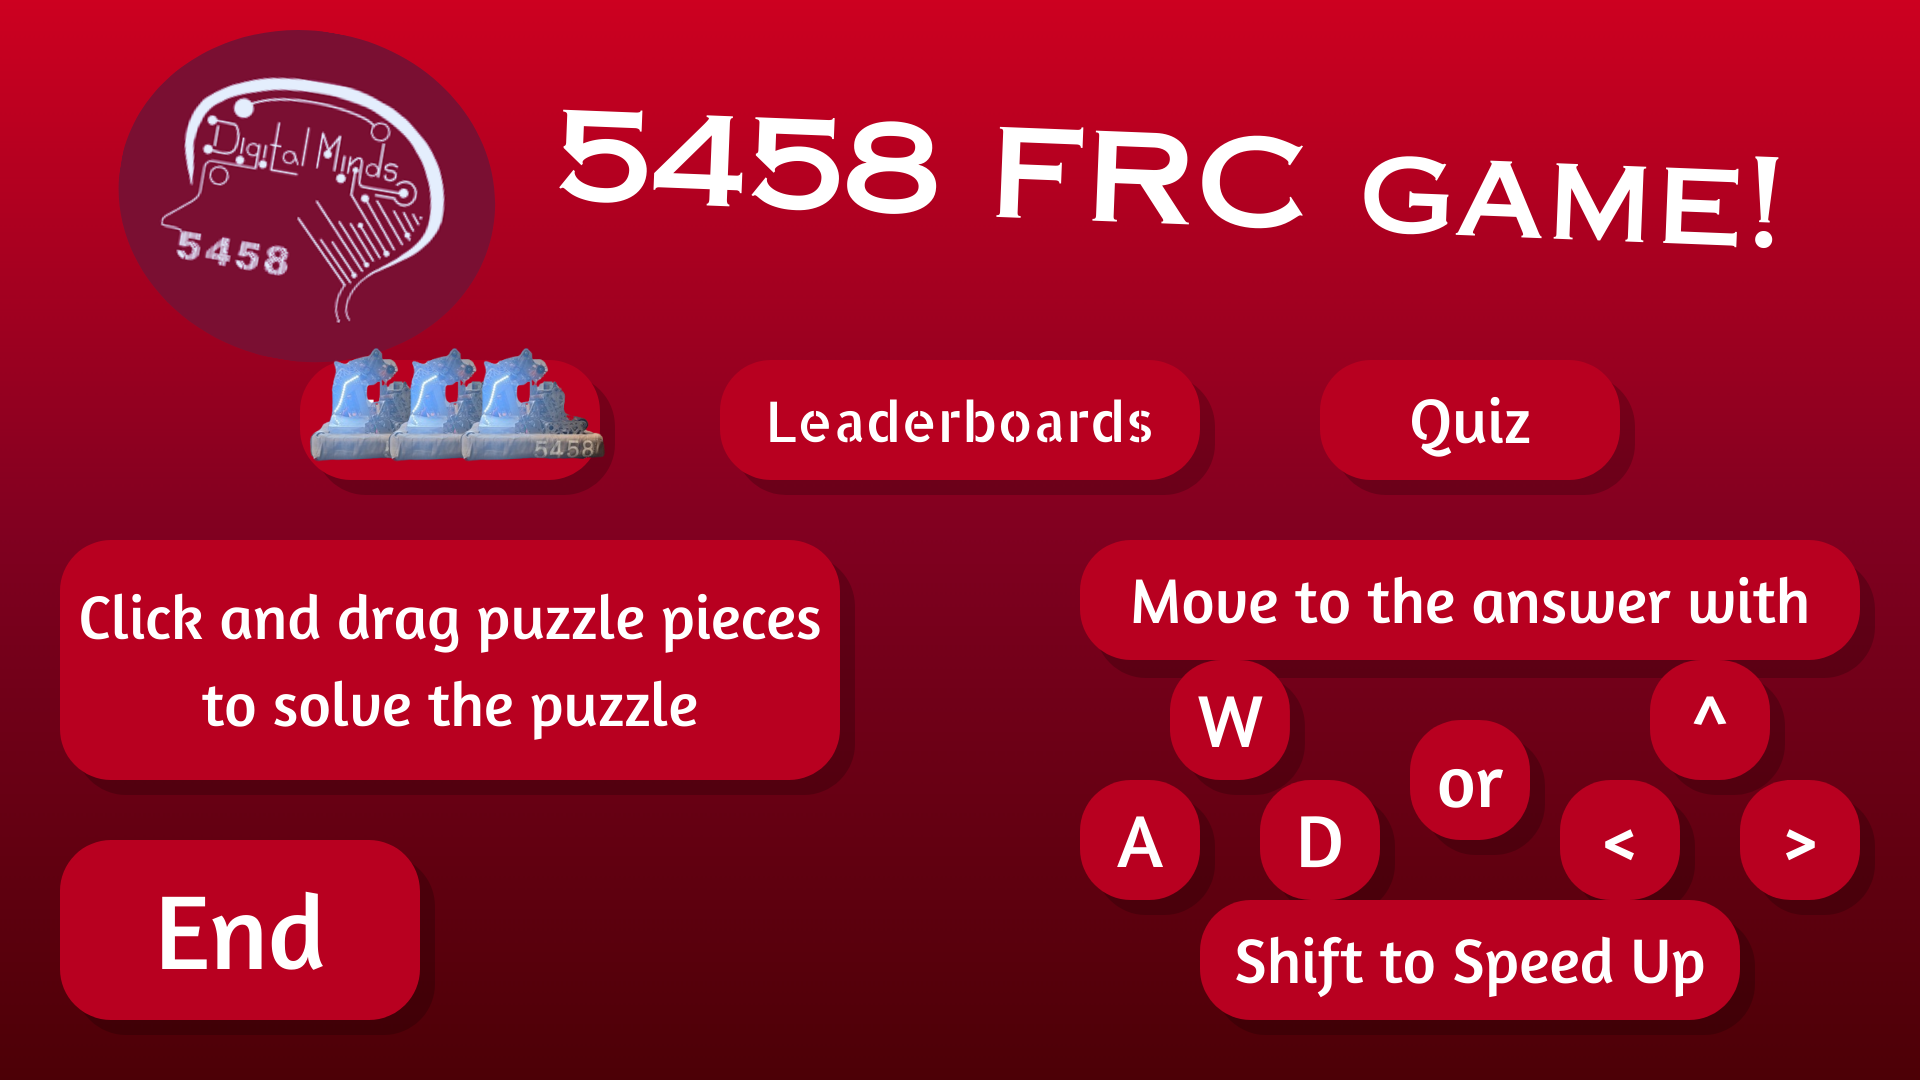 Digital Minds
5458
5458 FRC GAME!
5458
Leaderboards
Quiz
Click and drag puzzle pieces
to solve the puzzle
Move to the answer with
W
^
or
A
D
<
>
End
Shift to Speed Up